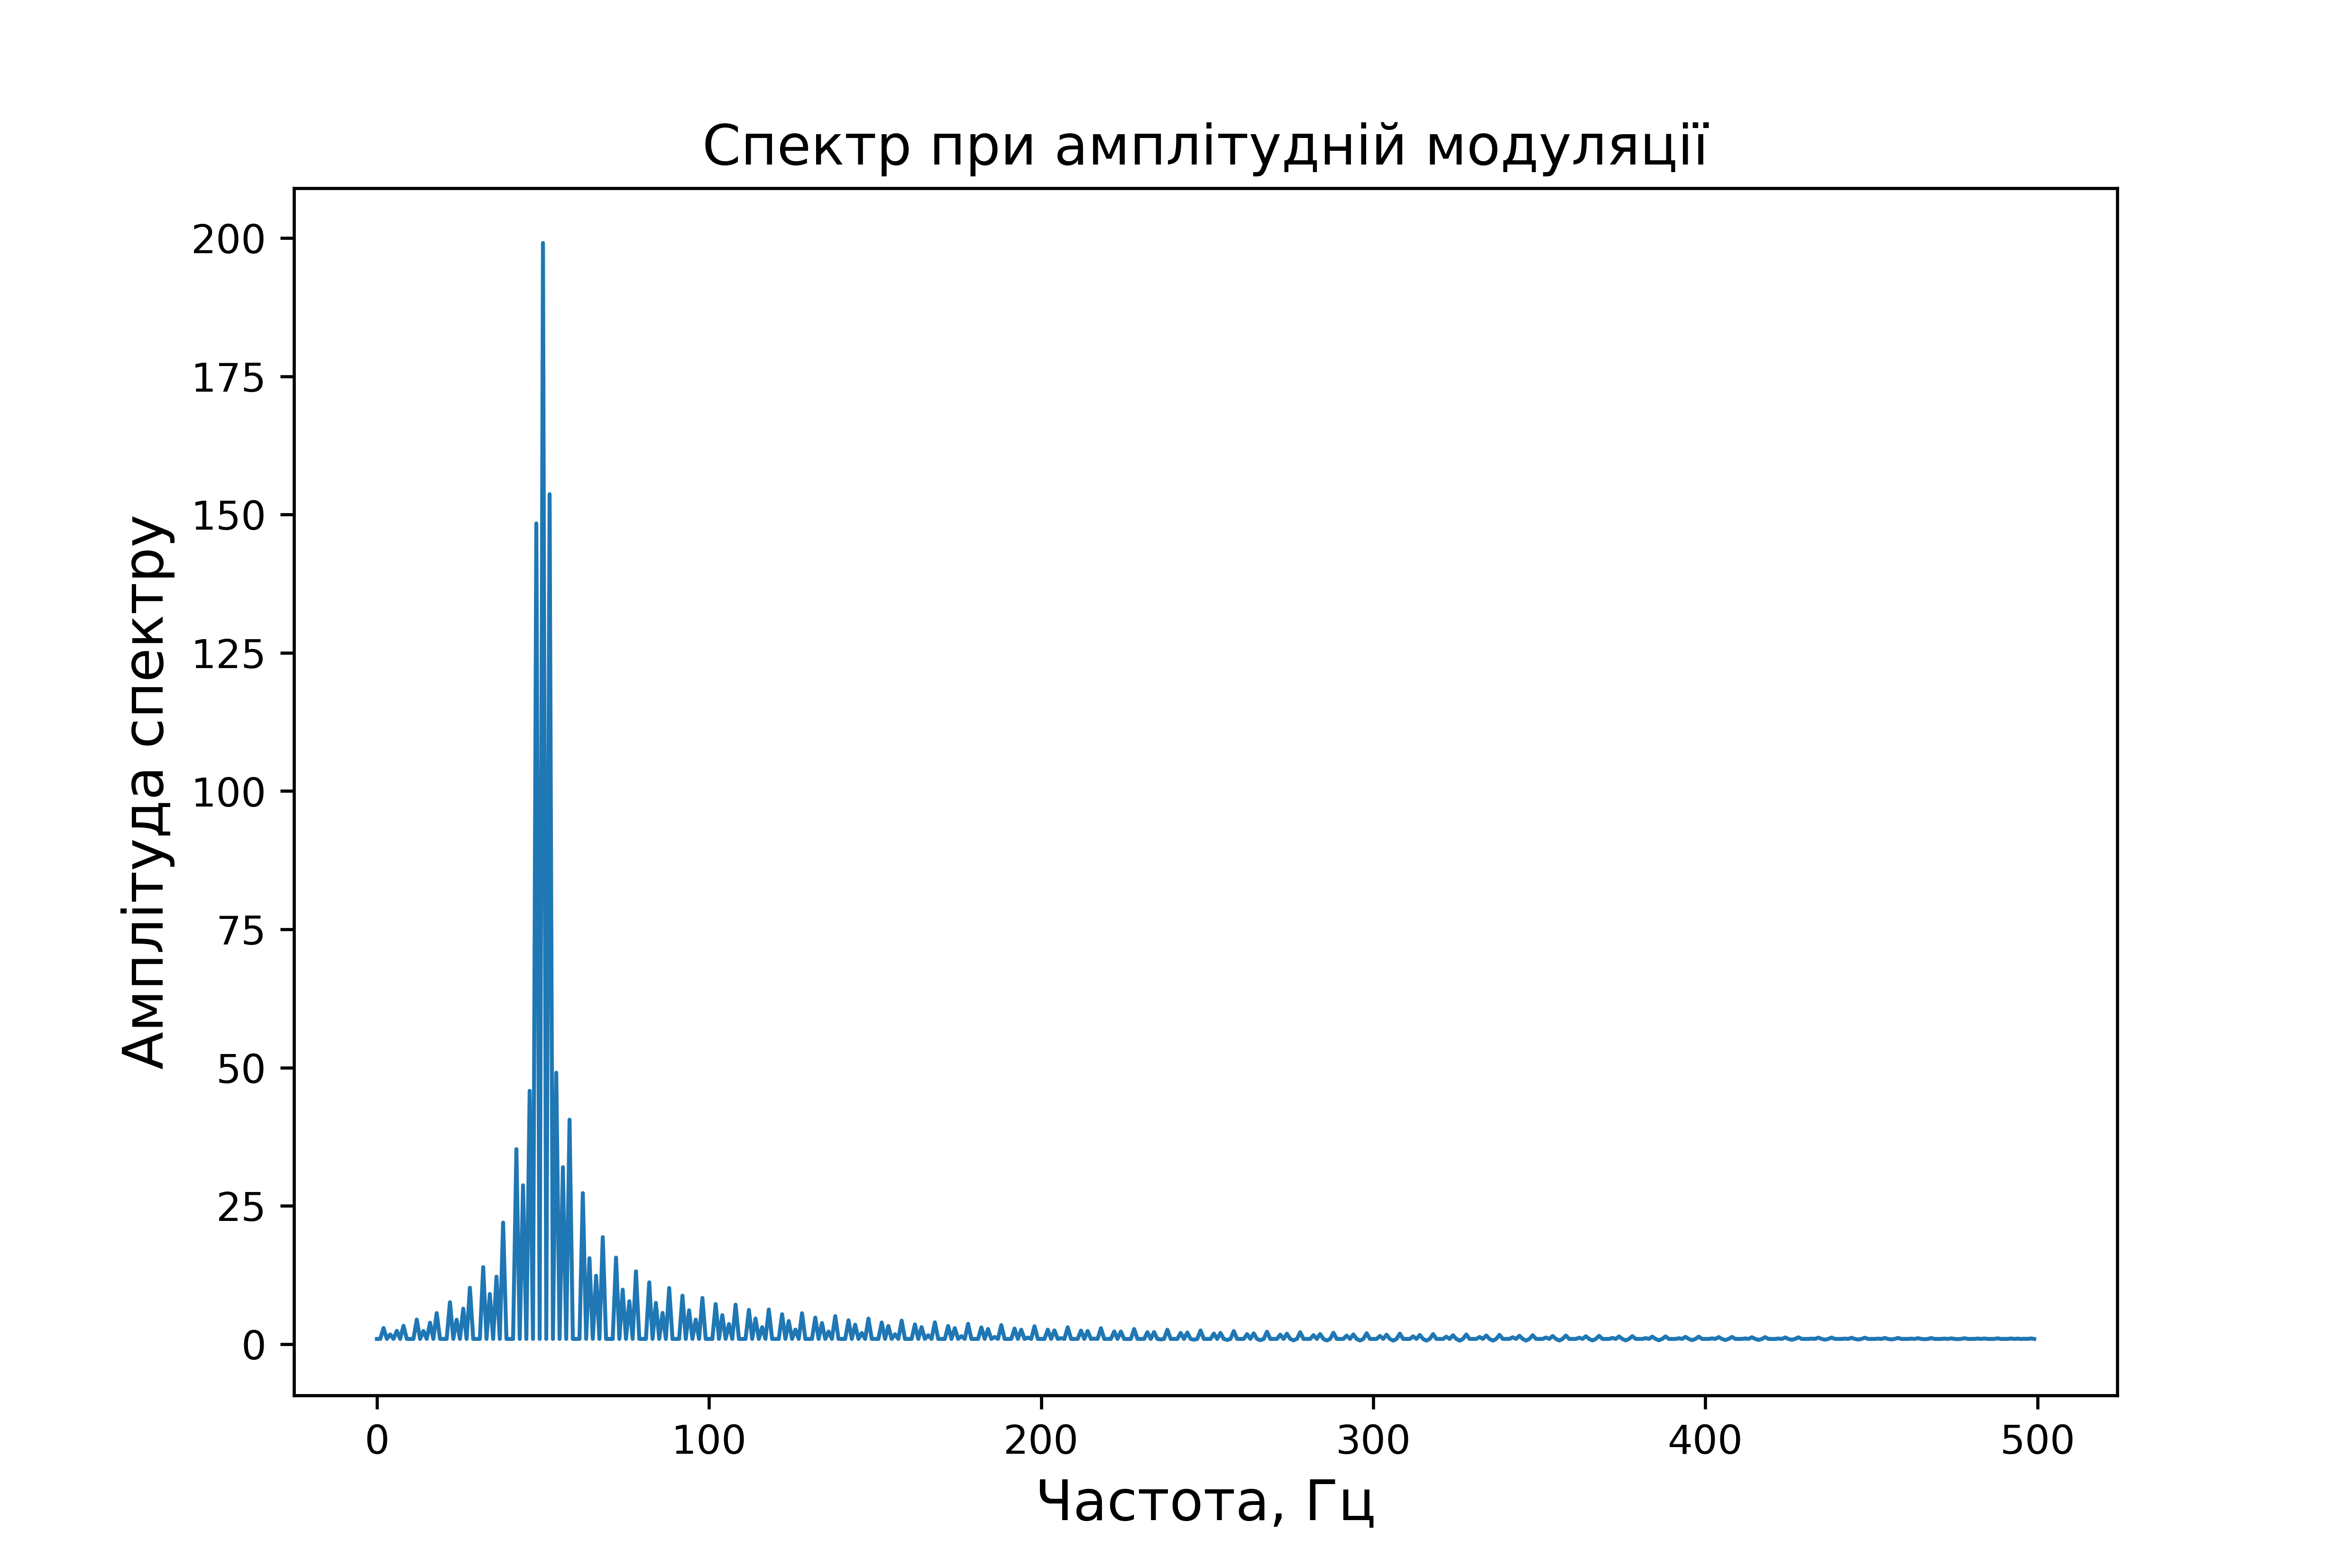 Спектр при амплітудній модуляції
Амплітуда спектру
200
175
150
125
100
75
50
25
0
0 100 200 300 400 500
Частота, Гц